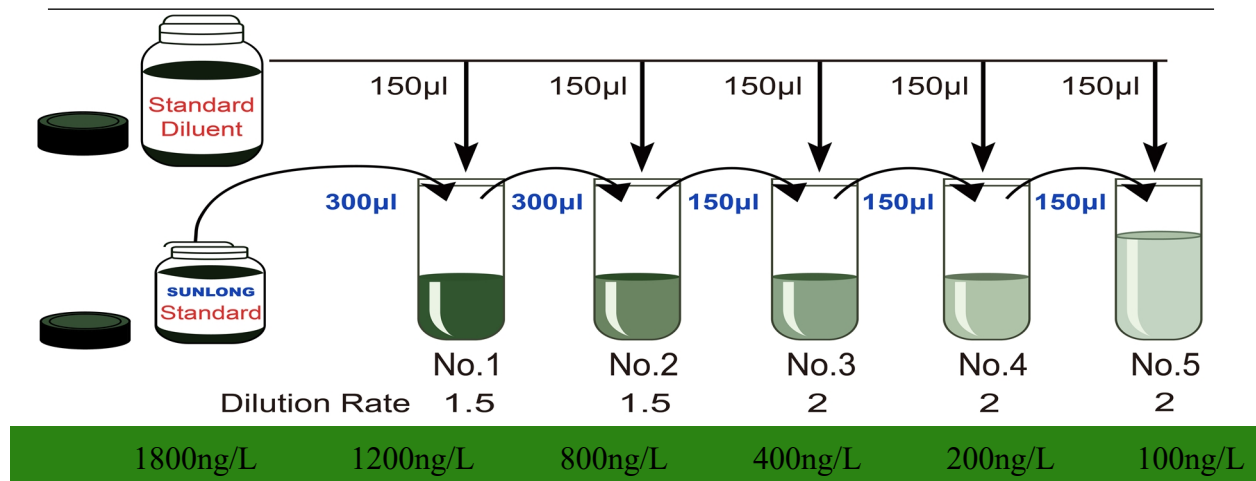 150µl 150µl 150µl 150µl 150µl
Standard
Diluent
300µl 300µl 150µl 150µl 150µl
SUNLONG
Standard
No.1 No.2 No.3 No.4 No.5
Dilution Rate 1.5 1.5 2 2 2
1800ng/L 1200ng/L 800ng/L 400ng/L 200ng/L 100ng/L